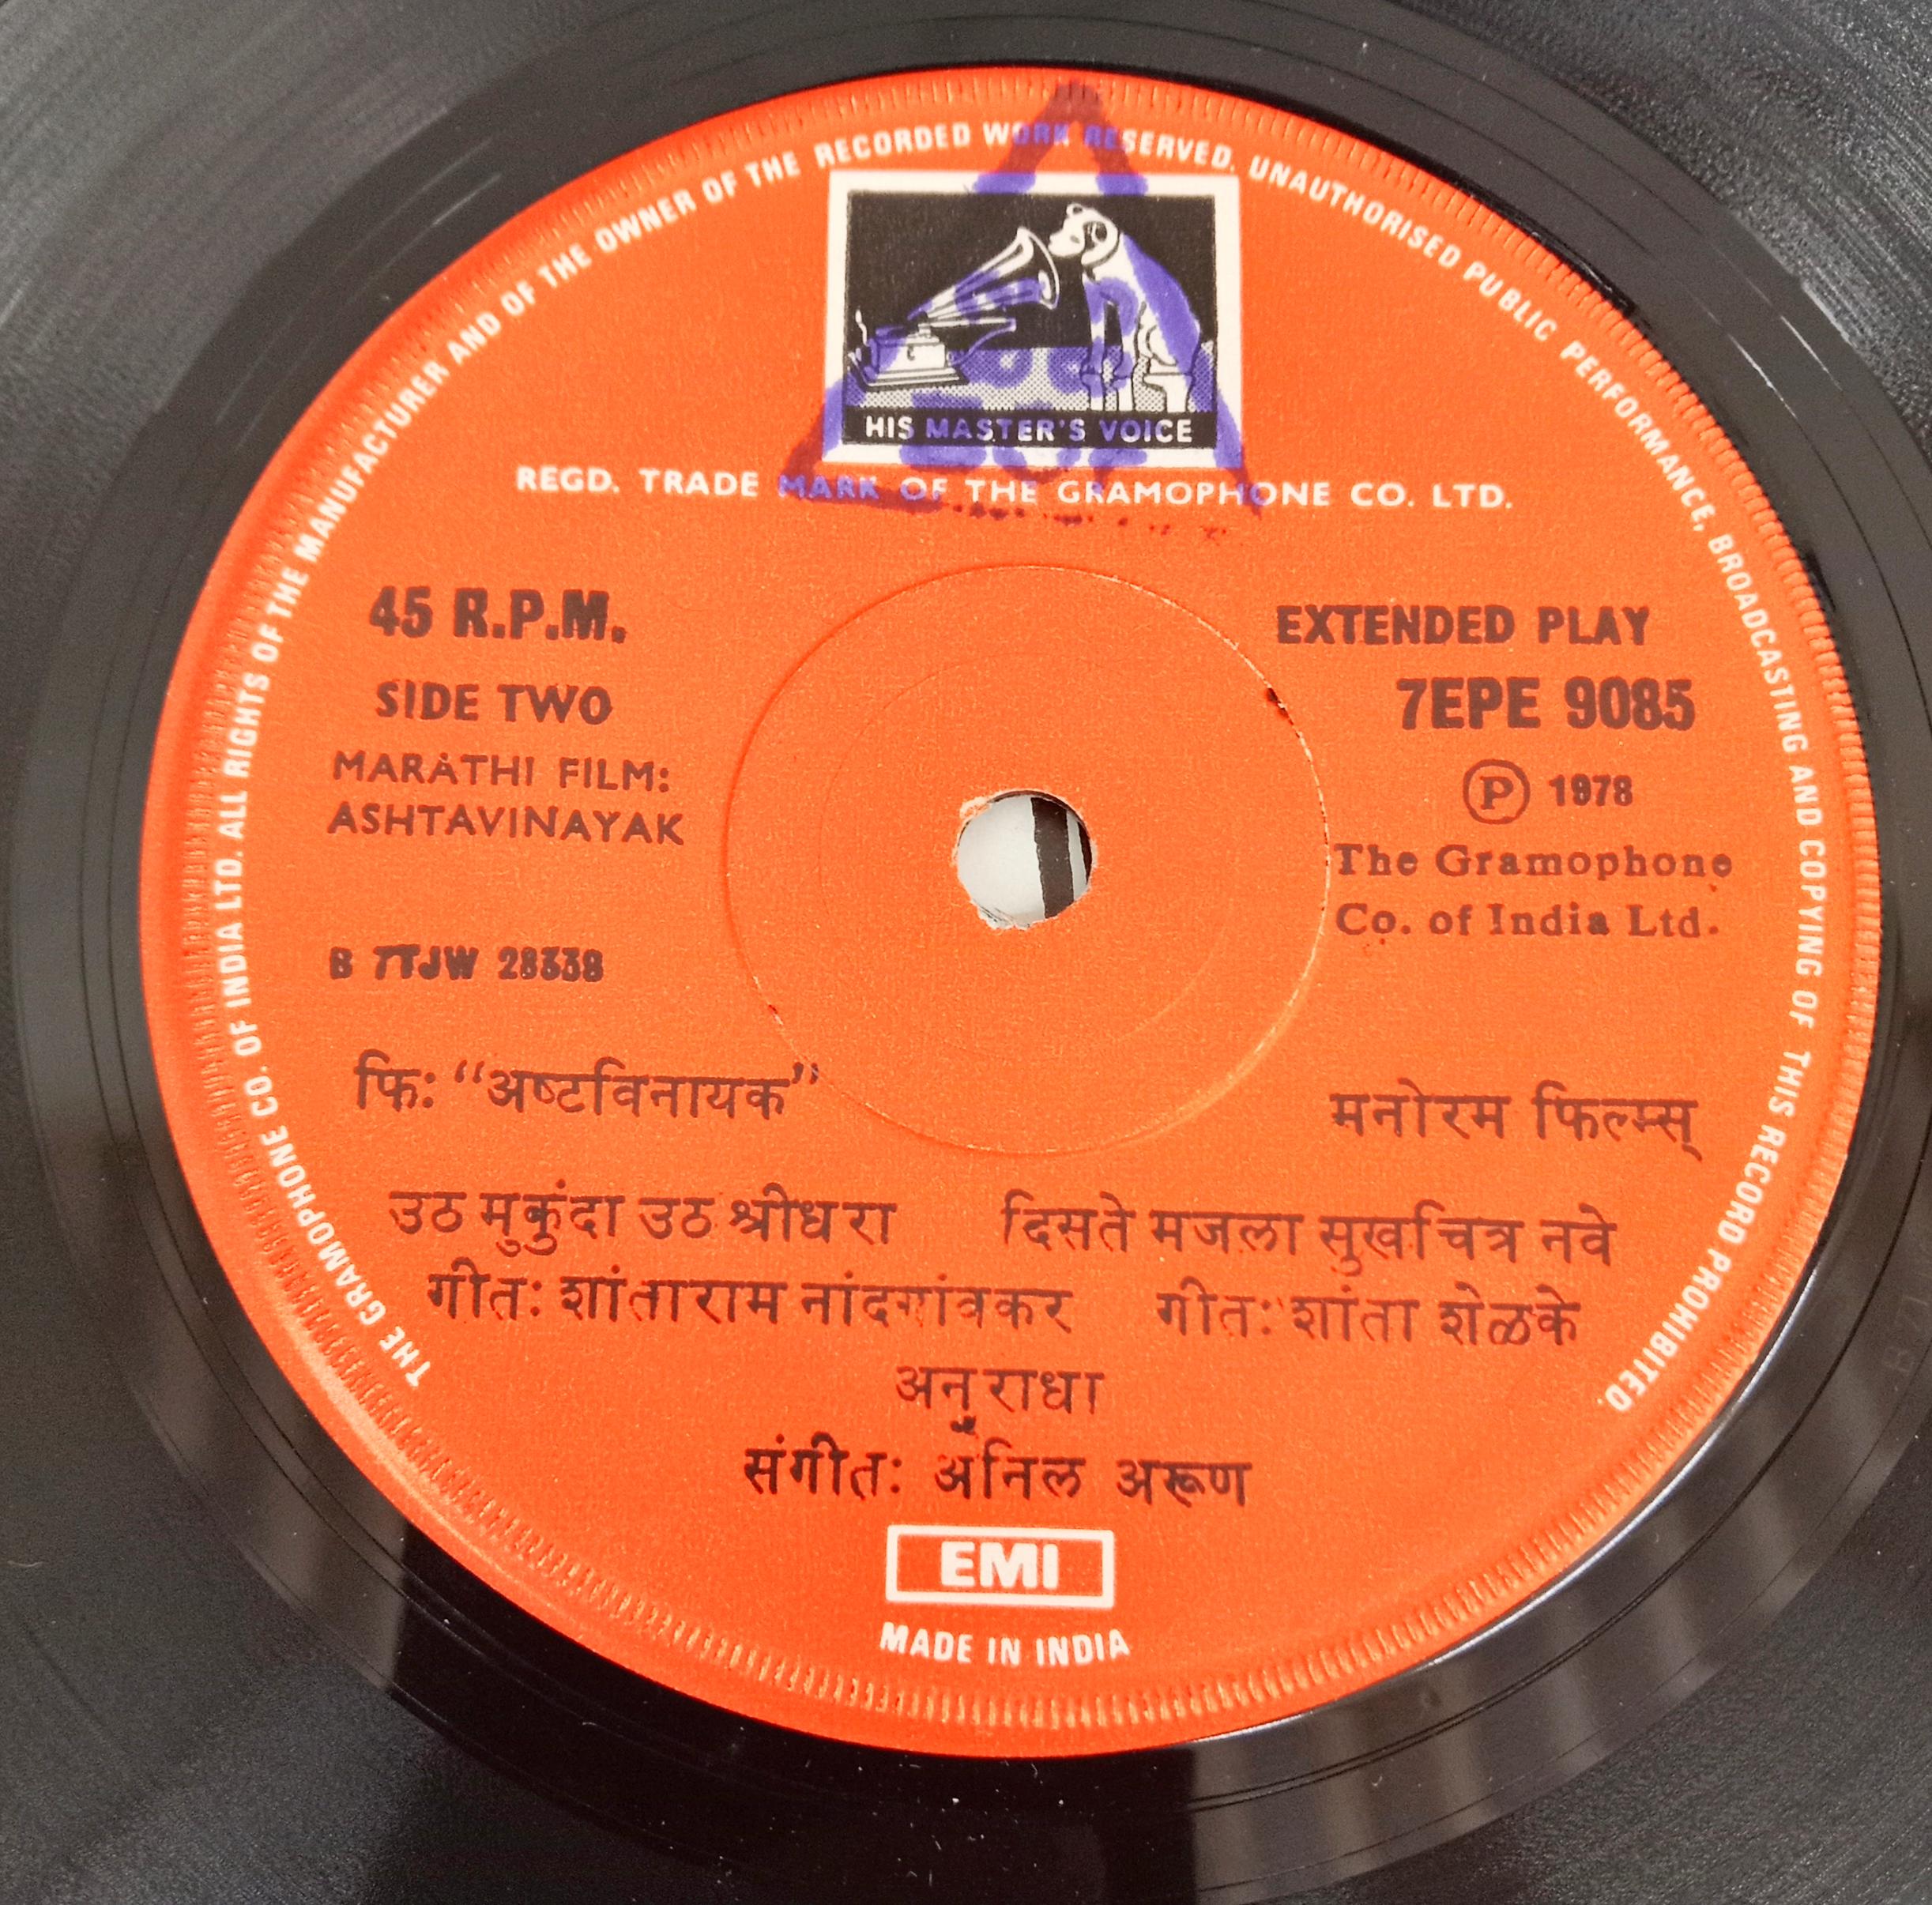 THE GRAMOPHONE CO. OF INDIA LTD. ALL RIGHTS OF THE MANUFACTURER AND OF THE OWNER OF THE RECORDED WORK RESERVED. UNAUTHORISED PUBLIC PERFORMANCE, BROADCASTING AND COPYING OF THIS RECORD PROHIBITED.
HIS MASTER'S VOICE
REGD. TRADE MARK OF THE GRAMOPHONE CO. LTD.
45 R.P.M.
EXTENDED PLAY
SIDE TWO
7EPE 9085
MARATHI FILM:
ASHTAVINAYAK
Ⓟ 1978
The Gramophone
Co. of India Ltd.
B 7TJW 28338
फि: “अष्टविनायक”
मनोरम फिल्म्स्
उठ मुकुंदा उठ श्रीधरा
दिसते मजला सुखचित्र नवे
गीत: शांताराम नांदगांवकर
गीत: शांता शेळके
अनुराधा
संगीत: अनिल अरूण
EMI
MADE IN INDIA